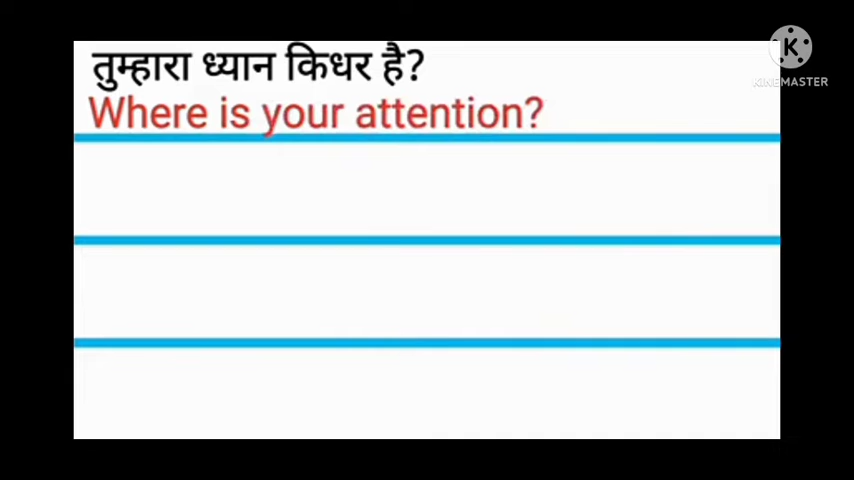 तुम्हारा ध्यान किधर है?
Where is your attention?
K
KINEMASTER